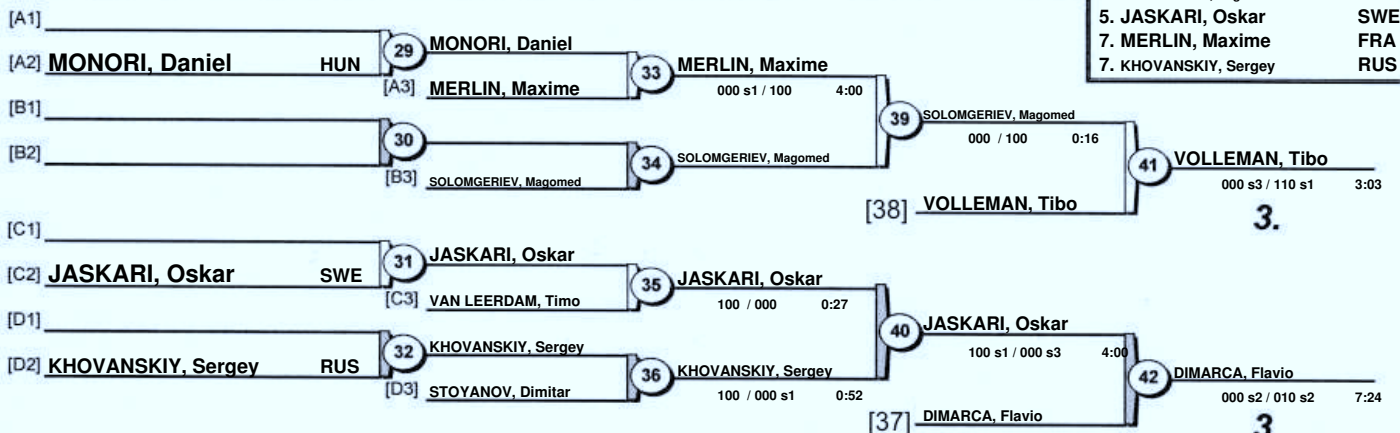 5. JASKARI, Oskar SWE
7. MERLIN, Maxime FRA
7. KHOVANSKIY, Sergey RUS
[A1]
[A2] MONORI, Daniel HUN
29
MONORI, Daniel
[A3] MERLIN, Maxime
33
MERLIN, Maxime
000 s1 / 100 4:00
[B1]
[B2]
30
[B3] SOLOMGERIEV, Magomed
34
SOLOMGERIEV, Magomed
39
SOLOMGERIEV, Magomed
000 / 100 0:16
[38] VOLLEMAN, Tibo
41
VOLLEMAN, Tibo
000 s3 / 110 s1 3:03
3.
[C1]
[C2] JASKARI, Oskar SWE
31
JASKARI, Oskar
[C3] VAN LEERDAM, Timo
35
JASKARI, Oskar
100 / 000 0:27
[D1]
[D2] KHOVANSKIY, Sergey RUS
32
KHOVANSKIY, Sergey
[D3] STOYANOV, Dimitar
36
KHOVANSKIY, Sergey
100 / 000 s1 0:52
40
JASKARI, Oskar
100 s1 / 000 s3 4:00
[37] DIMARCA, Flavio
42
DIMARCA, Flavio
000 s2 / 010 s2 7:24
3